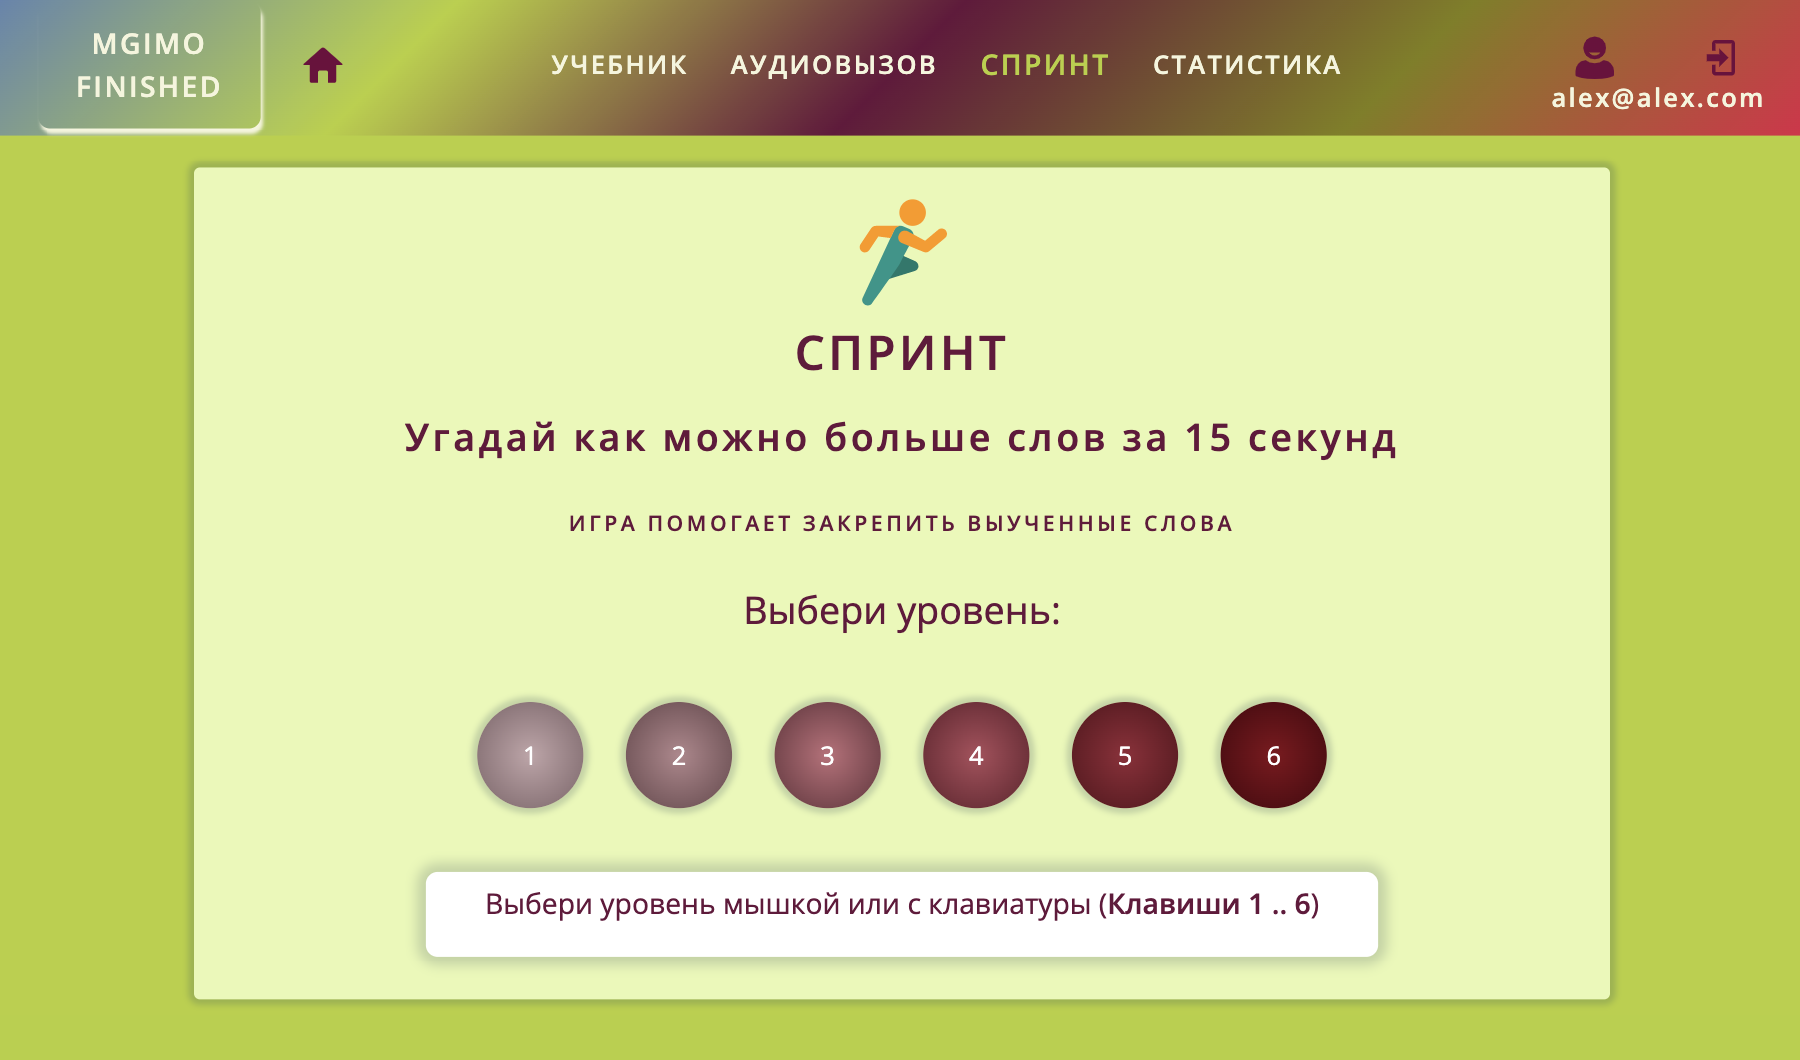 MGIMO
FINISHED
УЧЕБНИК
АУДИОВЫЗОВ
СПРИНТ
СТАТИСТИКА
alex@alex.com
СПРИНТ
Угадай как можно больше слов за 15 секунд
ИГРА ПОМОГАЕТ ЗАКРЕПИТЬ ВЫУЧЕННЫЕ СЛОВА
Выбери уровень:
1 2 3 4 5 6
Выбери уровень мышкой или с клавиатуры (Клавиши 1 .. 6)